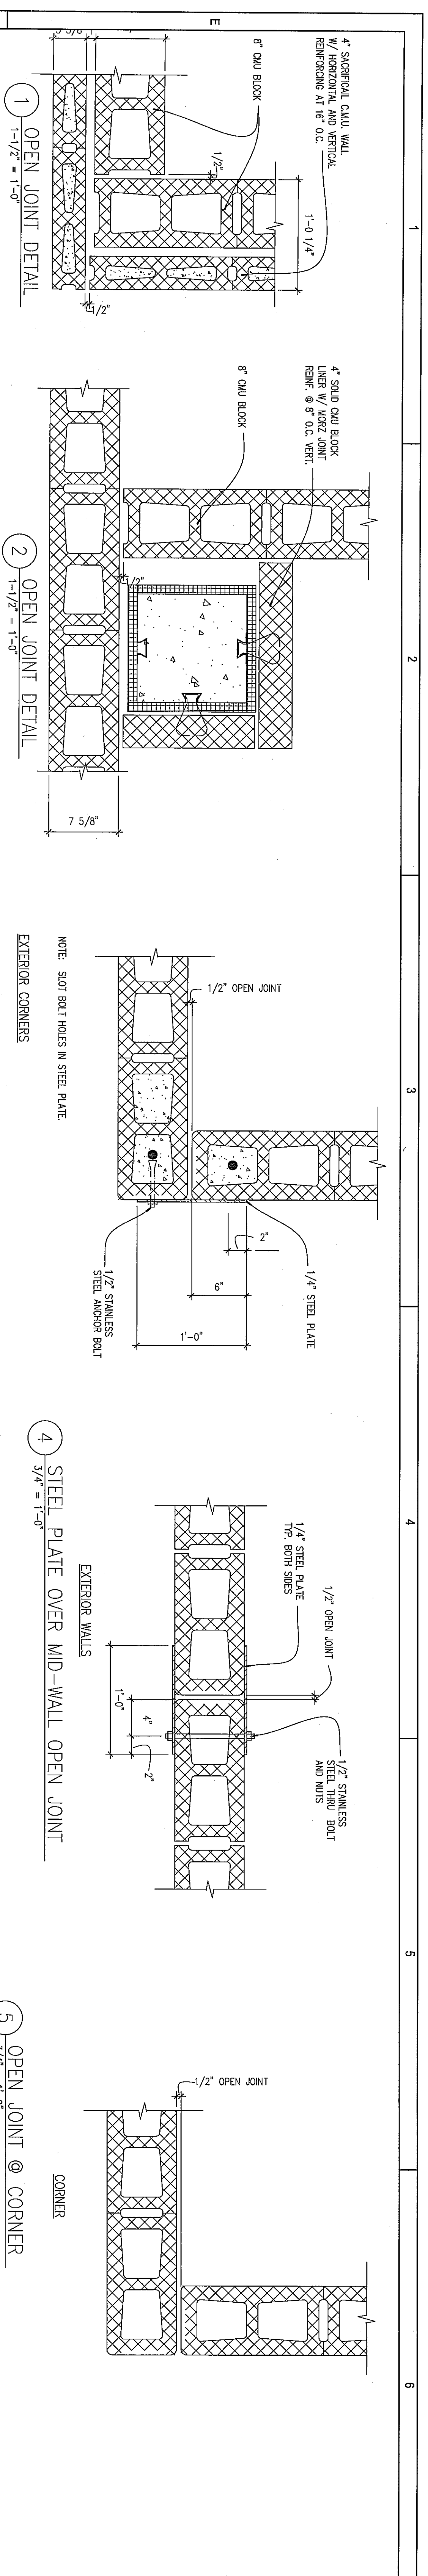 E
1
2
3
4
5
6
4" SACRIFICAIL C.M.U. WALL
W/ HORIZONTAL AND VERTICAL
REINFORCING AT 16" O.C.
8" CMU BLOCK
1/2"
1'-0 1/4"
1/2"
1 OPEN JOINT DETAIL
1-1/2" = 1'-0"
4" SOLID CMU BLOCK
LINER W/ MORZ JOINT
REINF. @ 8" O.C. VERT.
8" CMU BLOCK
1/2"
7 5/8"
2 OPEN JOINT DETAIL
1-1/2" = 1'-0"
1/2" OPEN JOINT
2"
6"
1'-0"
1/4" STEEL PLATE
1/2" STAINLESS
STEEL ANCHOR BOLT
NOTE: SLOT BOLT HOLES IN STEEL PLATE.
EXTERIOR CORNERS
1/4" STEEL PLATE
TYP. BOTH SIDES
1/2" OPEN JOINT
1/2" STAINLESS
STEEL THRU BOLT
AND NUTS
4"
2"
1'-0"
EXTERIOR WALLS
4 STEEL PLATE OVER MID-WALL OPEN JOINT
3/4" = 1'-0"
1/2" OPEN JOINT
CORNER
5 OPEN JOINT @ CORNER